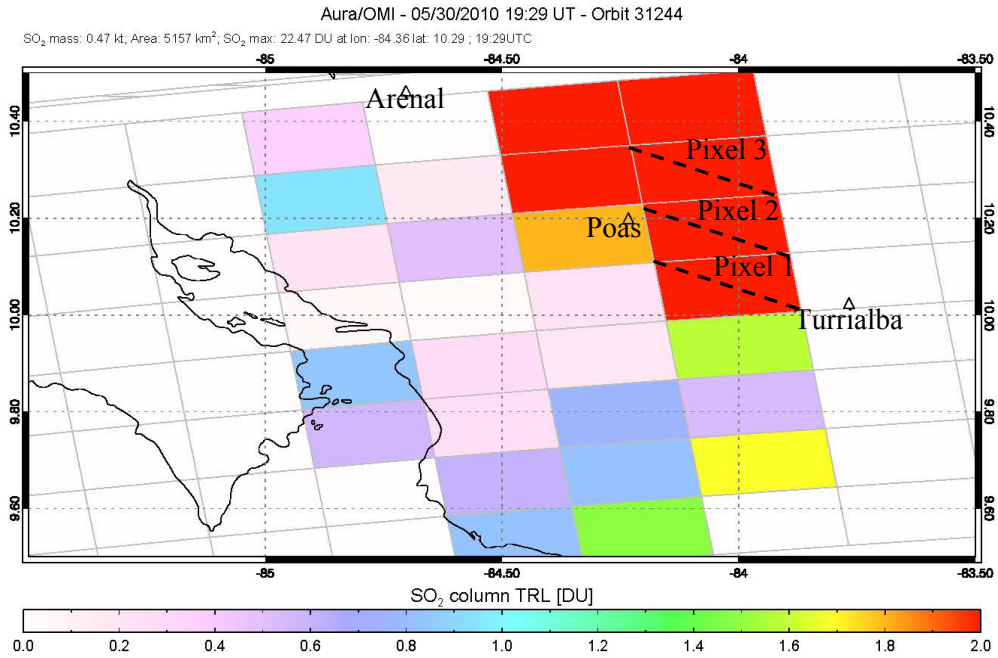 Aura/OMI - 05/30/2010 19:29 UT - Orbit 31244
SO₂ mass: 0.47 kt; Area: 5157 km²; SO₂ max: 22.47 DU at lon: -84.36 lat: 10.29 ; 19:29UTC
-85 -84.50 -84 -83.50
Arenal
10.40 10.40
Pixel 3
10.20 Pixel 2 10.20
Poas
Pixel 1
10.00 Turrialba 10.00
9.80 9.80
9.60 9.60
-85 -84.50 -84 -83.50
SO₂ column TRL [DU]
0.0 0.2 0.4 0.6 0.8 1.0 1.2 1.4 1.6 1.8 2.0